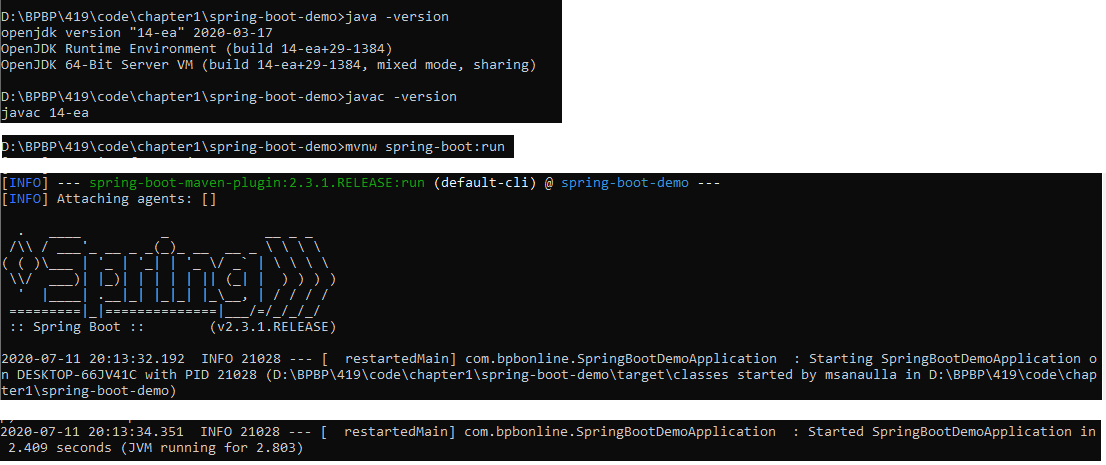 D:\BPBP\419\code\chapter1\spring-boot-demo>java -version
openjdk version "14-ea" 2020-03-17
OpenJDK Runtime Environment (build 14-ea+29-1384)
OpenJDK 64-Bit Server VM (build 14-ea+29-1384, mixed mode, sharing)
D:\BPBP\419\code\chapter1\spring-boot-demo>javac -version
javac 14-ea
D:\BPBP\419\code\chapter1\spring-boot-demo>mvnw spring-boot:run
[INFO] --- spring-boot-maven-plugin:2.3.1.RELEASE:run (default-cli) @ spring-boot-demo ---
[INFO] Attaching agents: []
  .   ____          _            __ _ _
 /\\ / ___'_ __ _ _(_)_ __  __ _ \ \ \ \
( ( )\___ | '_ | '_| | '_ \/ _` | \ \ \ \
 \\/  ___)| |_)| | | | | || (_| |  ) ) ) )
  '  |____| .__|_| |_|_| |_\__, | / / / /
 =========|_|==============|___/=/_/_/_/
 :: Spring Boot ::        (v2.3.1.RELEASE)
2020-07-11 20:13:32.192  INFO 21028 --- [  restartedMain] com.bpbonline.SpringBootDemoApplication  : Starting SpringBootDemoApplication o
n DESKTOP-66JV41C with PID 21028 (D:\BPBP\419\code\chapter1\spring-boot-demo\target\classes started by msanaulla in D:\BPBP\419\code\chap
ter1\spring-boot-demo)
2020-07-11 20:13:34.351  INFO 21028 --- [  restartedMain] com.bpbonline.SpringBootDemoApplication  : Started SpringBootDemoApplication in
 2.409 seconds (JVM running for 2.803)